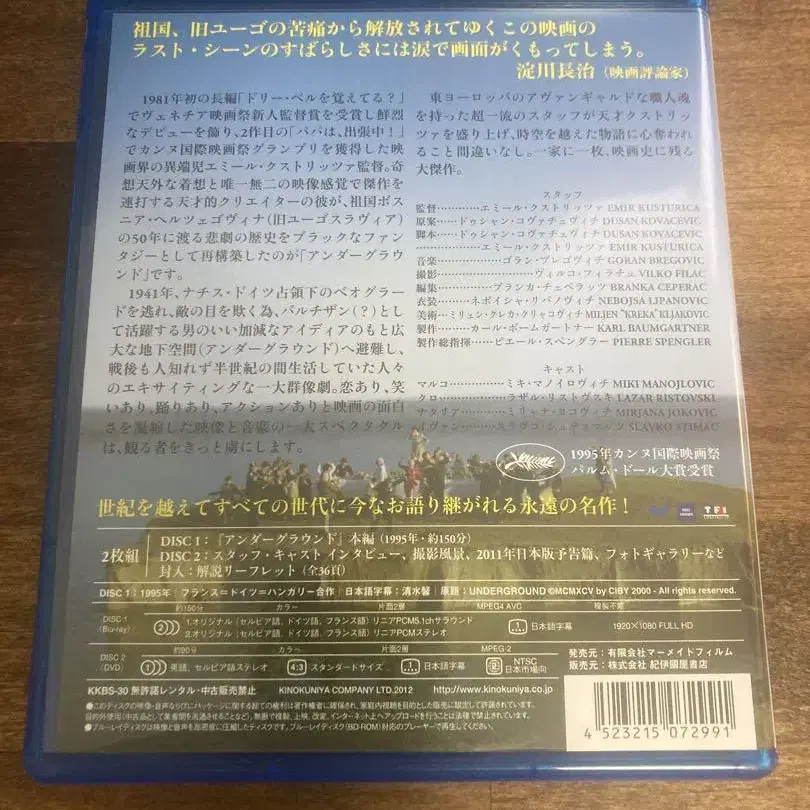 祖国、旧ユーゴの苦痛から解放されてゆくこの映画の
ラスト・シーンのすばらしさには涙で画面がくもってしまう。
淀川長治(映画評論家)
1981年初の長編「ドリー・ベルを覚えてる?」
でヴェネチア映画祭新人監督賞を受賞し鮮烈
なデビューを飾り、2作目の「パパは、出張中!」
でカンヌ国際映画祭グランプリを獲得した映
画界の異端児エミール・クストリッツァ監督。奇
想天外な着想と唯一無二の映像感覚で傑作を
連打する天才的クリエイターの彼が、祖国ボス
ニア・ヘルツェゴヴィナ(旧ユーゴスラヴィア)
の50年に渡る悲劇の歴史をブラックなファン
タジーとして再構築したのが「アンダーグラウ
ンド」です。
1941年、ナチス・ドイツ占領下のベオグラー
ドを逃れ、敵の目を欺く為、パルチザン(?)とし
て活躍する男のいい加減なアイディアのもと広
大な地下空間(アンダーグラウンド)へ避難し、
戦後も人知れず半世紀の間生活していた人々
のエキサイティングな一大群像劇。恋あり、笑
いあり、踊りあり、アクションありと映画の面白
さを凝縮した映像と音楽の一大スペクタクル
は、観る者をきっと虜にします。
東ヨーロッパのアヴァンギャルドな職人魂
を持った超一流のスタッフが天才クストリッ
ツァを盛り上げ、時空を越えた物語に心奪われ
ること間違いなし。一家に一枚、映画史に残る
大傑作。
スタッフ
監督…………エミール・クストリッツァ EMIR KUSTURICA
原案……ドゥシャン・コヴァチェヴィチ DUSAN KOVACEVIC
脚本……ドゥシャン・コヴァチェヴィチ DUSAN KOVACEVIC
…………エミール・クストリッツァ EMIR KUSTURICA
音楽…………ゴラン・ブレゴヴィチ GORAN BREGOVIC
撮影…………ヴィルコ・フィラチュ VILKO FILAC
編集…………ブランカ・チェペラッツ BRANKA CEPERAC
衣装………ネボイシャ・リパノヴィチ NEBOJSA LIPANOVIC
美術…ミリェン・クレカ・クリャコヴィチ MILJEN "KREKA" KLJAKOVIC
製作………カール・ボームガートナー KARL BAUMGARTNER
製作総指揮……ピエール・スペングラー PIERRE SPENGLER
キャスト
マルコ………ミキ・マノイロヴィチ MIKI MANOJLOVIC
クロ…………ラザル・リストヴスキ LAZAR RISTOVSKI
ナタリア………ミリャナ・ヨコヴィチ MIRJANA JOKOVIC
イヴァン………スラヴコ・シュティマッツ SLAVKO STIMAC
1995年カンヌ国際映画祭
パルム・ドール大賞受賞
世紀を越えてすべての世代に今なお語り継がれる永遠の名作!
TF1
2枚組
DISC 1:『アンダーグラウンド』本編(1995年・約150分)
DISC 2:スタッフ・キャスト インタビュー、撮影風景、2011年日本版予告篇、フォトギャラリーなど
封入:解説リーフレット(全36頁)
DISC 1:1995年|フランス=ドイツ=ハンガリー合作|日本語字幕:清水馨|原題:UNDERGROUND ©MCMXCV by CIBY 2000 - All rights reserved.
DISC 1 (Blu-ray) 約150分 カラー 片面2層 MPEG4 AVC 複製不能
2 1.オリジナル(セルビア語、ドイツ語、フランス語)リニアPCM5.1chサラウンド
2.オリジナル(セルビア語、ドイツ語、フランス語)リニアPCMステレオ
1 日本語字幕 1920×1080 FULL HD
DISC 2 (DVD) 約90分 カラー 片面2層 MPEG-2
1 英語、セルビア語ステレオ 4:3 スタンダードサイズ 1 日本語字幕 2 NTSC 日本市場向
発売元:有限会社マーメイドフィルム
販売元:株式会社 紀伊國屋書店
KKBS-30 無許諾レンタル・中古販売禁止 KINOKUNIYA COMPANY LTD.2012 http://www.kinokuniya.co.jp
4 523215 072991